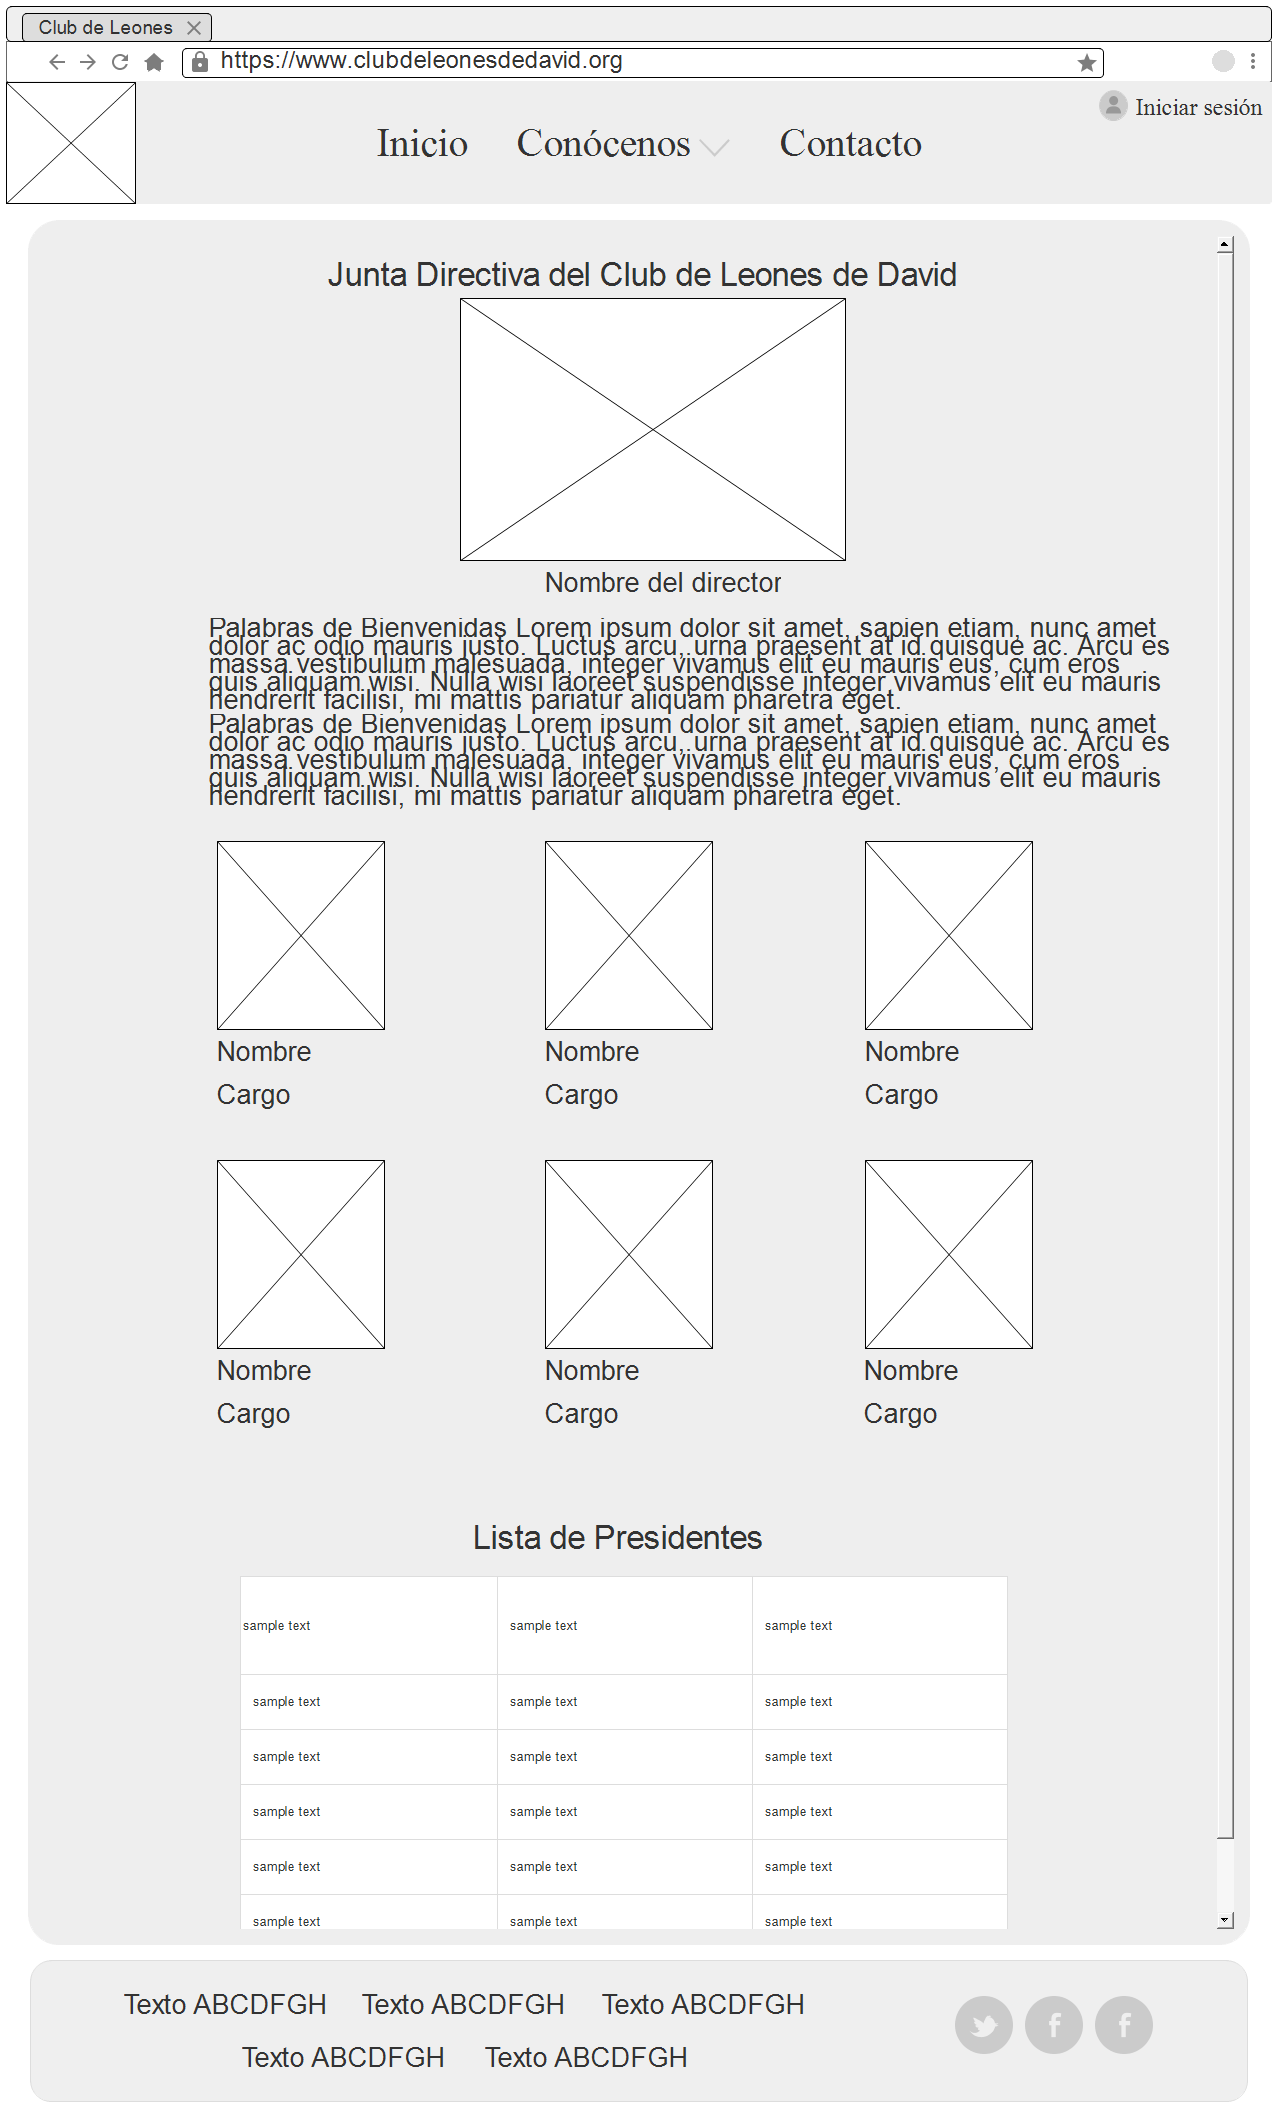 Club de Leones
https://www.clubdeleonesdedavid.org
Iniciar sesión
Inicio Conócenos Contacto
Junta Directiva del Club de Leones de David
Nombre del director
Palabras de Bienvenidas Lorem ipsum dolor sit amet, sapien etiam, nunc amet
dolor ac odio mauris justo. Luctus arcu, urna praesent at id quisque ac. Arcu es
massa vestibulum malesuada, integer vivamus elit eu mauris eus, cum eros
quis aliquam wisi. Nulla wisi laoreet suspendisse integer vivamus elit eu mauris
hendrerit facilisi, mi mattis pariatur aliquam pharetra eget.
Palabras de Bienvenidas Lorem ipsum dolor sit amet, sapien etiam, nunc amet
dolor ac odio mauris justo. Luctus arcu, urna praesent at id quisque ac. Arcu es
massa vestibulum malesuada, integer vivamus elit eu mauris eus, cum eros
quis aliquam wisi. Nulla wisi laoreet suspendisse integer vivamus elit eu mauris
hendrerit facilisi, mi mattis pariatur aliquam pharetra eget.
Nombre Nombre Nombre
Cargo Cargo Cargo
Nombre Nombre Nombre
Cargo Cargo Cargo
Lista de Presidentes
sample text sample text sample text
sample text sample text sample text
sample text sample text sample text
sample text sample text sample text
sample text sample text sample text
sample text sample text sample text
Texto ABCDFGH Texto ABCDFGH Texto ABCDFGH
Texto ABCDFGH Texto ABCDFGH